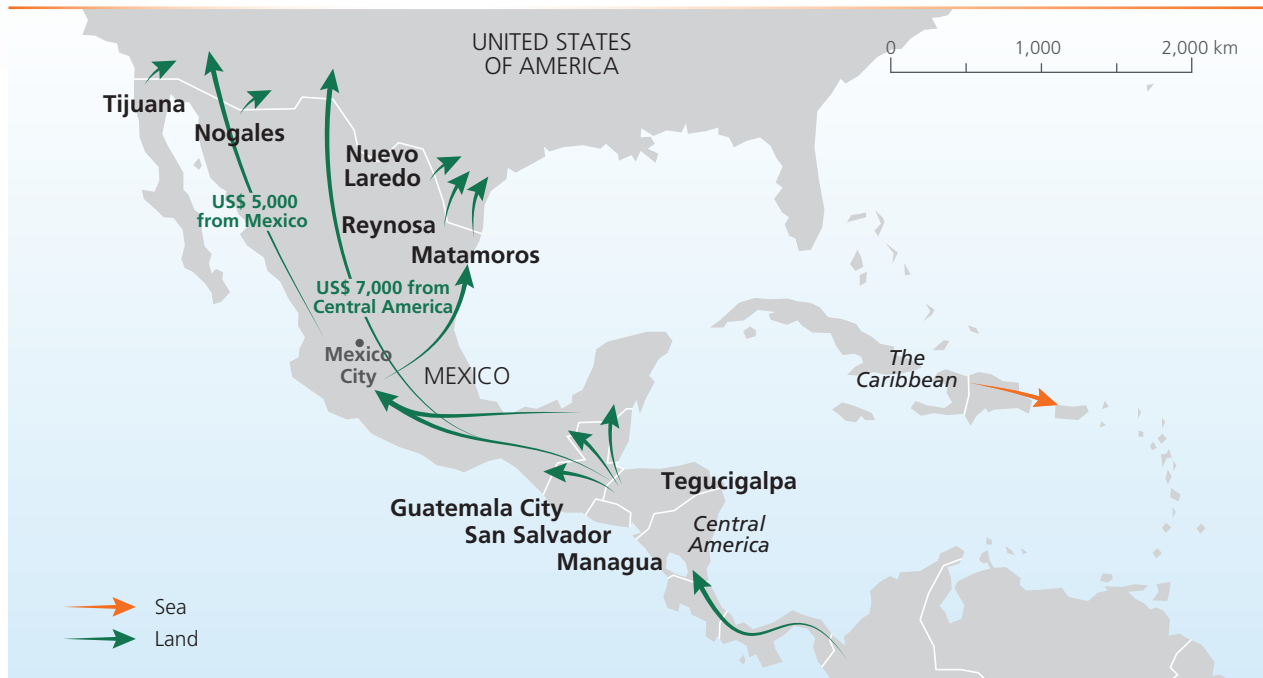 UNITED STATES
OF AMERICA
0
1,000
2,000 km
Tijuana
Nogales
Nuevo
Laredo
US$ 5,000
from Mexico
Reynosa
Matamoros
US$ 7,000 from
Central America
Mexico
City
MEXICO
The
Caribbean
Tegucigalpa
Guatemala City
San Salvador
Managua
Central
America
Sea
Land